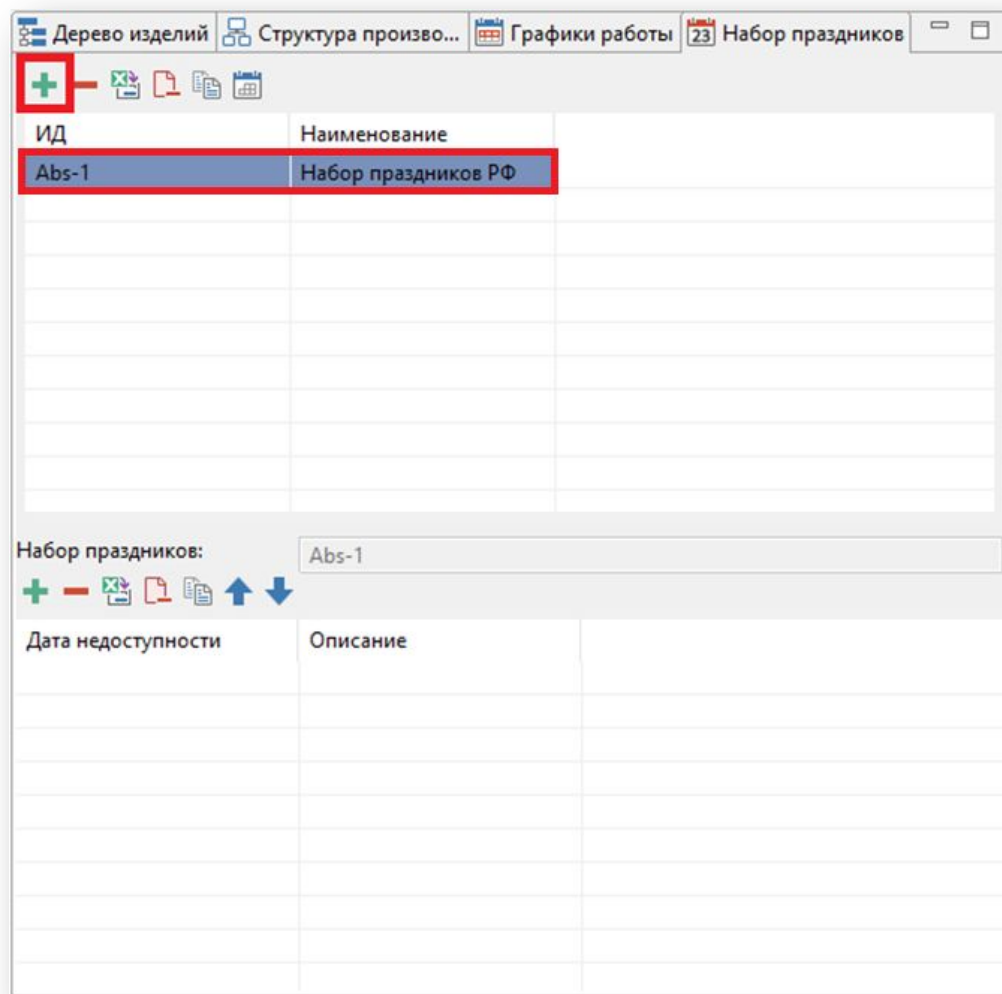 Дерево изделий Структура произво... Графики работы 23 Набор праздников
ИД Наименование
Abs-1 Набор праздников РФ
Набор праздников: Abs-1
Дата недоступности Описание